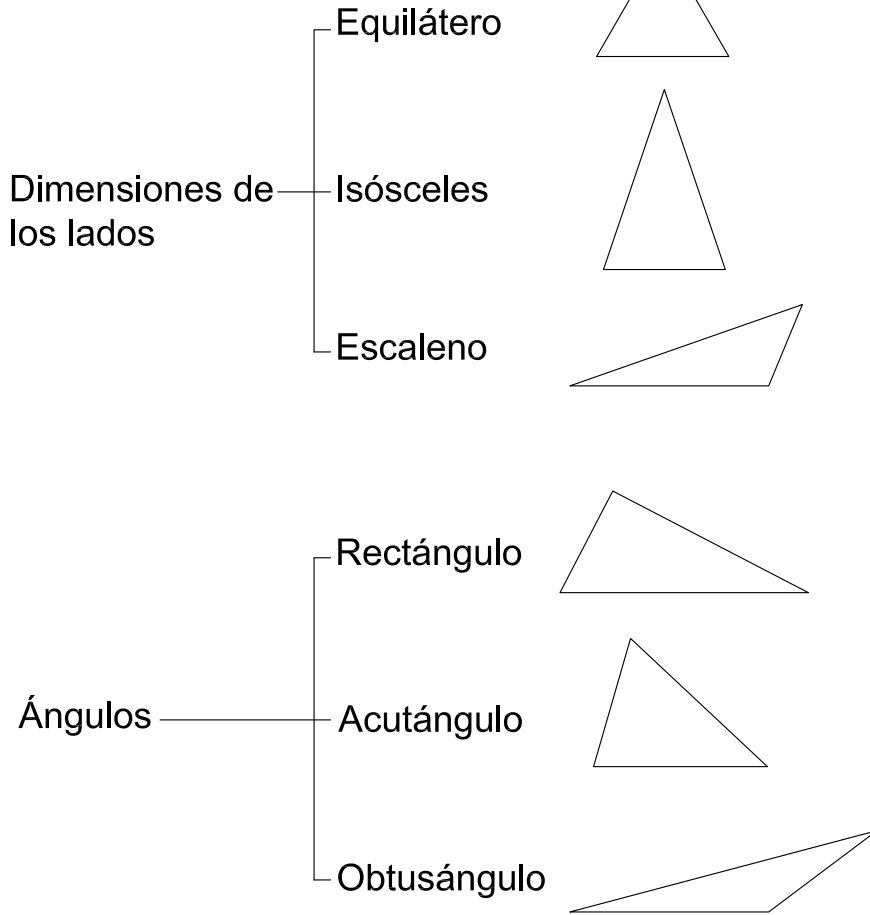 Equilátero
Dimensiones de
los lados
Isósceles
Escaleno
Rectángulo
Ángulos
Acutángulo
Obtusángulo